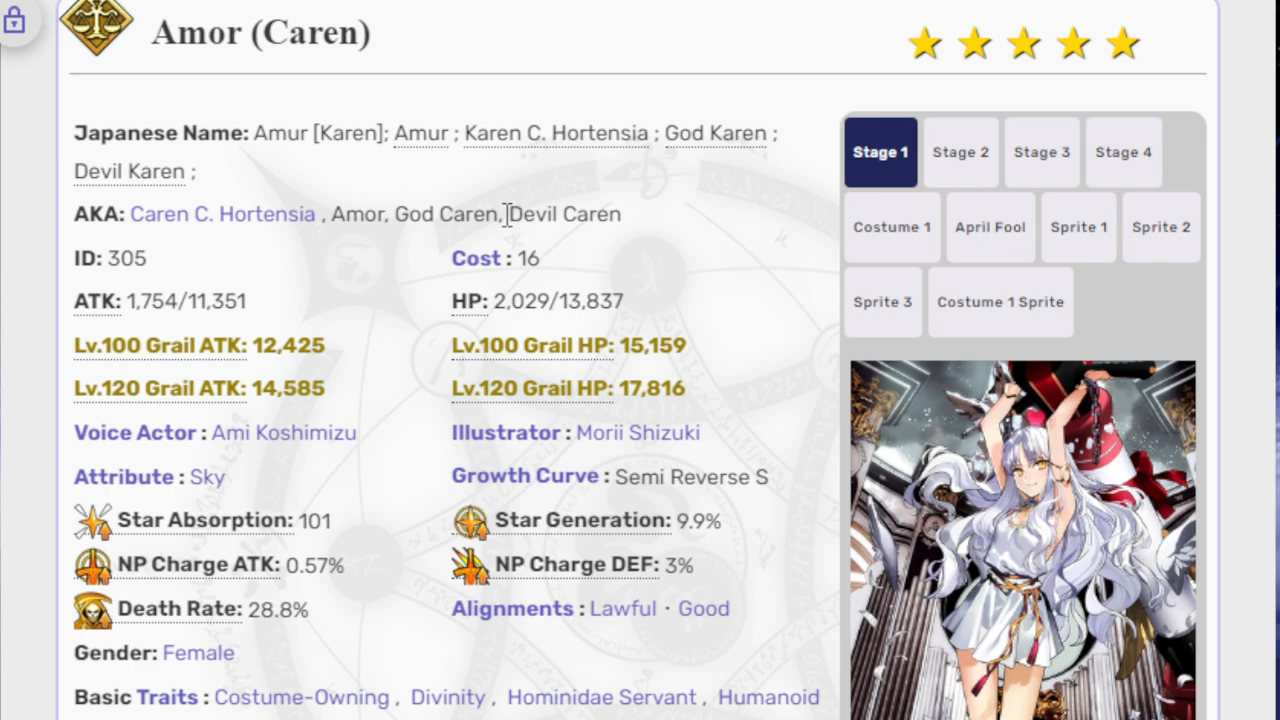 Amor (Caren)
Japanese Name: Amur [Karen]; Amur ; Karen C. Hortensia ; God Karen ;
Devil Karen ;
AKA: Caren C. Hortensia , Amor, God Caren, Devil Caren
ID: 305 Cost : 16
ATK: 1,754/11,351 HP: 2,029/13,837
Lv.100 Grail ATK: 12,425 Lv.100 Grail HP: 15,159
Lv.120 Grail ATK: 14,585 Lv.120 Grail HP: 17,816
Voice Actor : Ami Koshimizu Illustrator : Morii Shizuki
Attribute : Sky Growth Curve : Semi Reverse S
Star Absorption: 101 Star Generation: 9.9%
NP Charge ATK: 0.57% NP Charge DEF: 3%
Death Rate: 28.8% Alignments : Lawful · Good
Gender: Female
Basic Traits : Costume-Owning , Divinity , Hominidae Servant , Humanoid
Stage 1 Stage 2 Stage 3 Stage 4
Costume 1 April Fool Sprite 1 Sprite 2
Sprite 3 Costume 1 Sprite